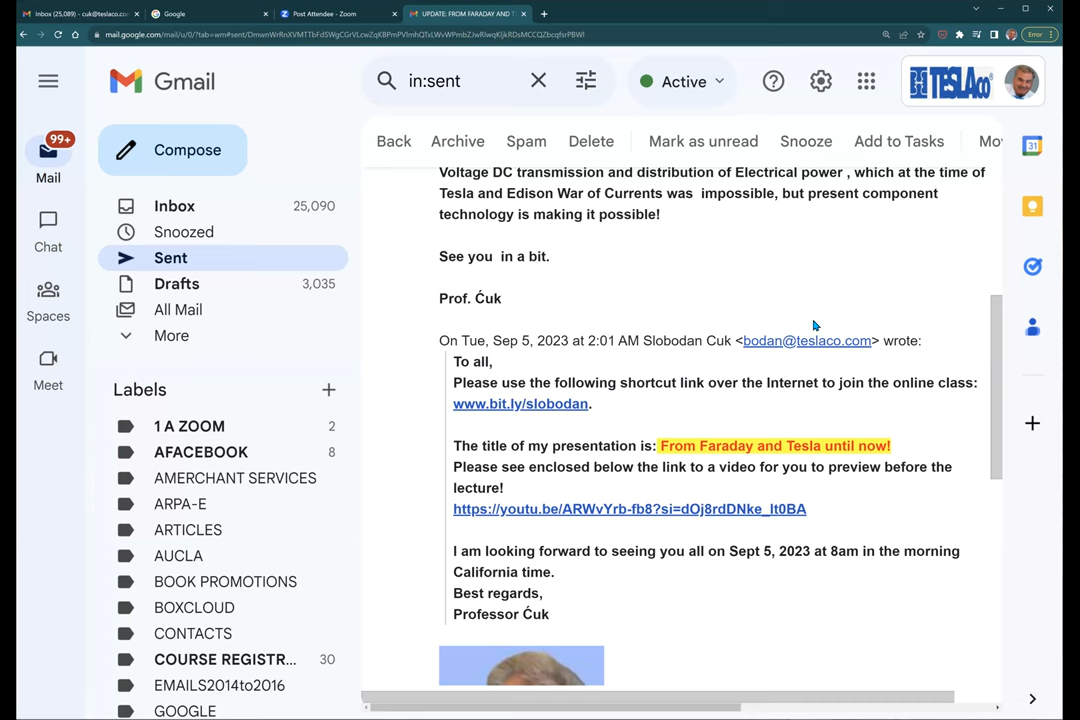 Inbox (25,089) - cuk@teslaco.com
Google
Post Attendee - Zoom
UPDATE: FROM FARADAY AND T
Error
Gmail
in:sent
Active
TESLAco
Back
Archive
Spam
Delete
Mark as unread
Snooze
Add to Tasks
Mov
99+
Mail
Chat
Spaces
Meet
Compose
Inbox 25,090
Snoozed
Sent
Drafts 3,035
All Mail
More
Labels
1 A ZOOM 2
AFACEBOOK 8
AMERCHANT SERVICES
ARPA-E
ARTICLES
AUCLA
BOOK PROMOTIONS
BOXCLOUD
CONTACTS
COURSE REGISTR... 30
EMAILS2014to2016
GOOGLE
Voltage DC transmission and distribution of Electrical power , which at the time of
Tesla and Edison War of Currents was impossible, but present component
technology is making it possible!
See you in a bit.
Prof. Ćuk
On Tue, Sep 5, 2023 at 2:01 AM Slobodan Cuk <bodan@teslaco.com> wrote:
To all,
Please use the following shortcut link over the Internet to join the online class:
www.bit.ly/slobodan.
The title of my presentation is: From Faraday and Tesla until now!
Please see enclosed below the link to a video for you to preview before the
lecture!
https://youtu.be/ARWvYrb-fb8?si=dOj8rdDNke_It0BA
I am looking forward to seeing you all on Sept 5, 2023 at 8am in the morning
California time.
Best regards,
Professor Ćuk
31